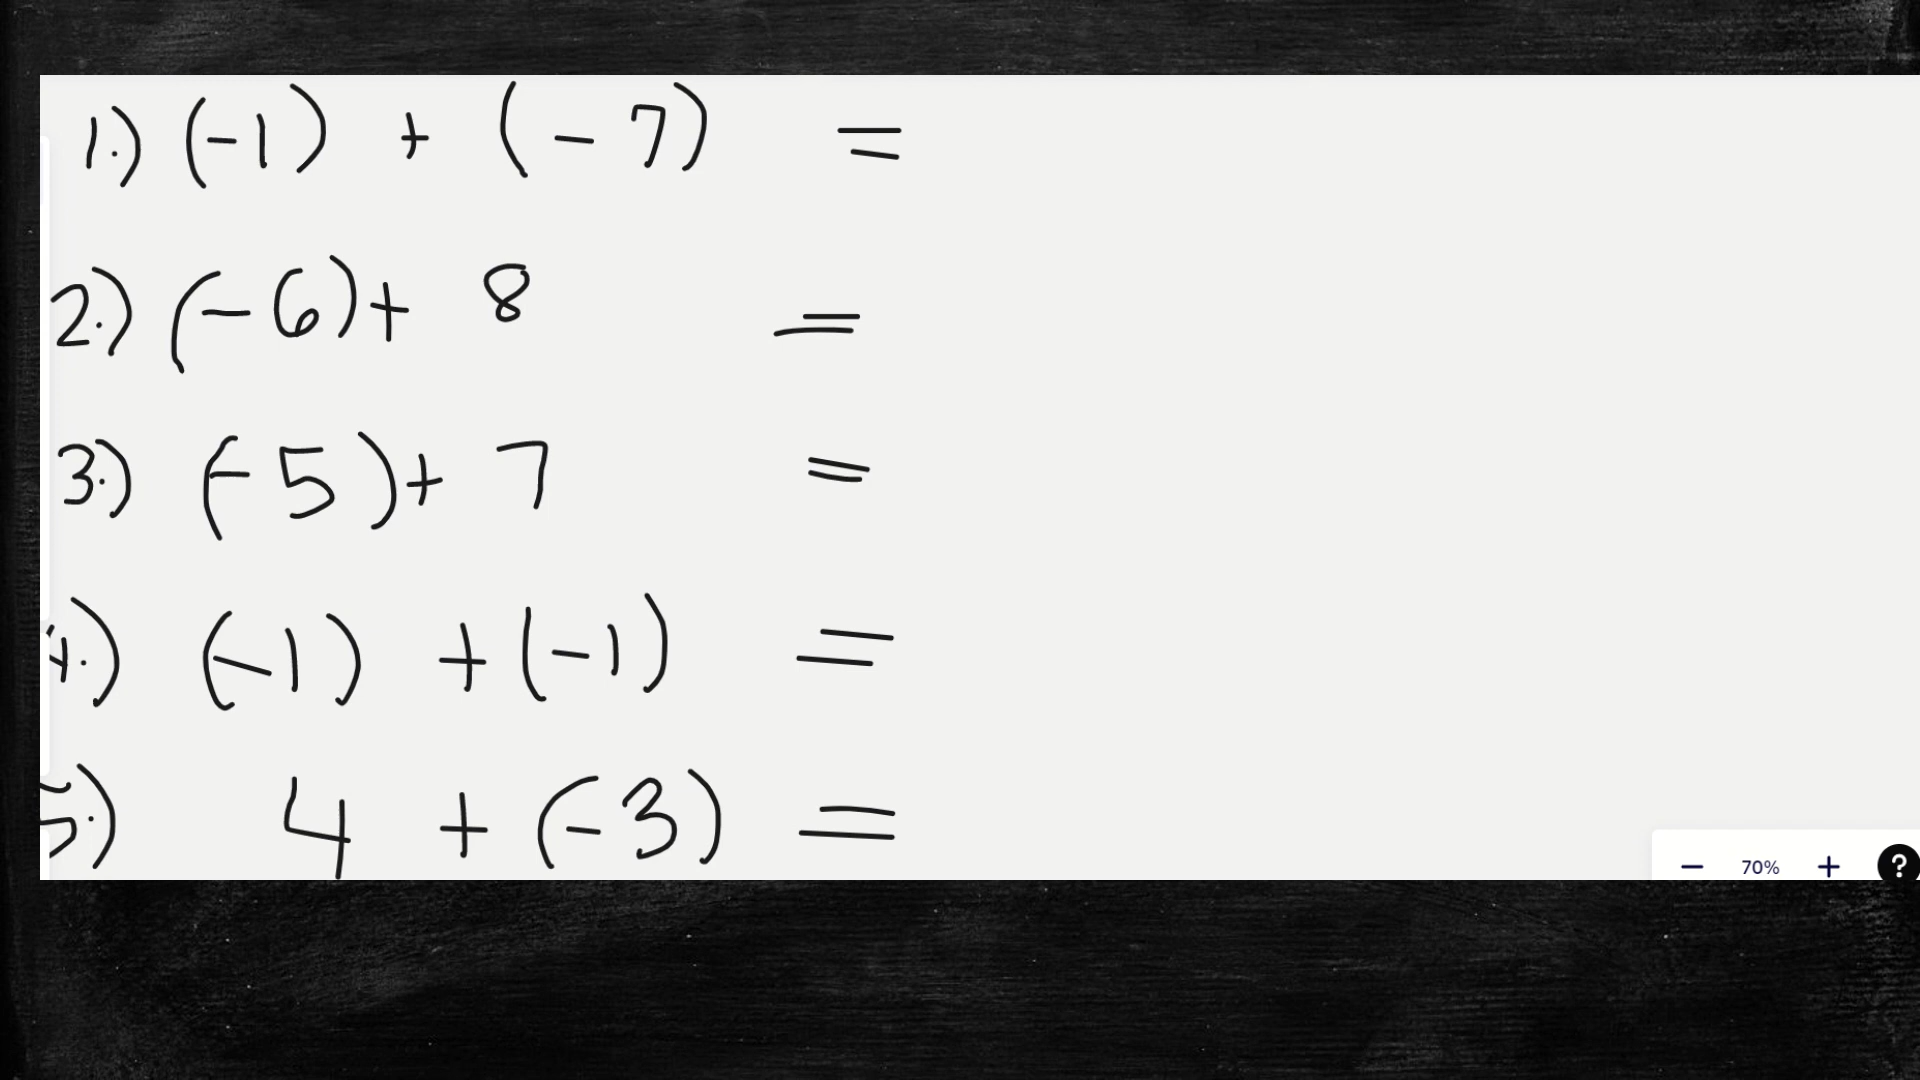 1.) (-1) + (-7) =
2.) (-6) + 8 =
3.) (-5) + 7 =
4.) (-1) + (-1) =
5.) 4 + (-3) =
− 70% + ?